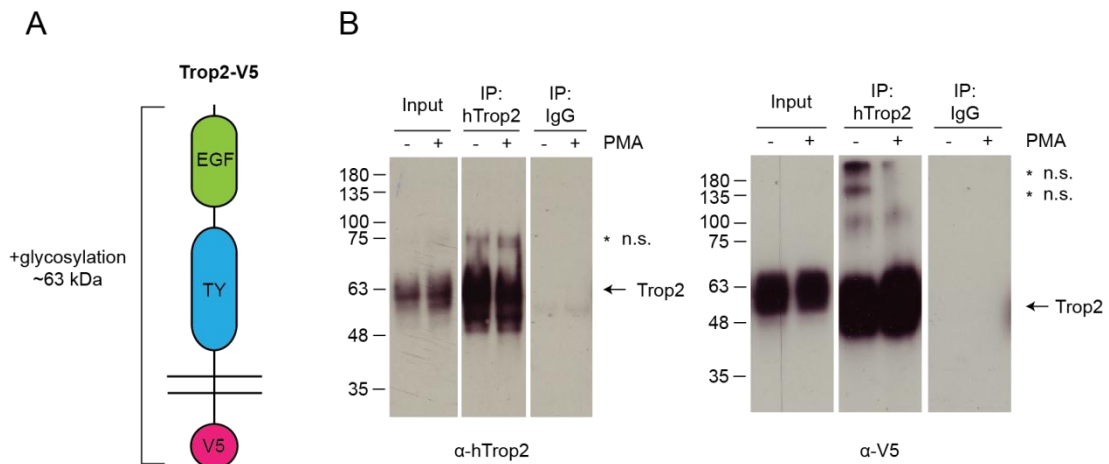 A
Trop2-V5
EGF
+glycosylation
~63 kDa
TY
V5
B
Input
IP:
hTrop2
IP:
IgG
- + - + - + PMA
180
135
100
75
63
48
35
* n.s.
← Trop2
α-hTrop2
Input
IP:
hTrop2
IP:
IgG
- + - + - + PMA
180
135
100
75
63
48
35
* n.s.
* n.s.
← Trop2
α-V5